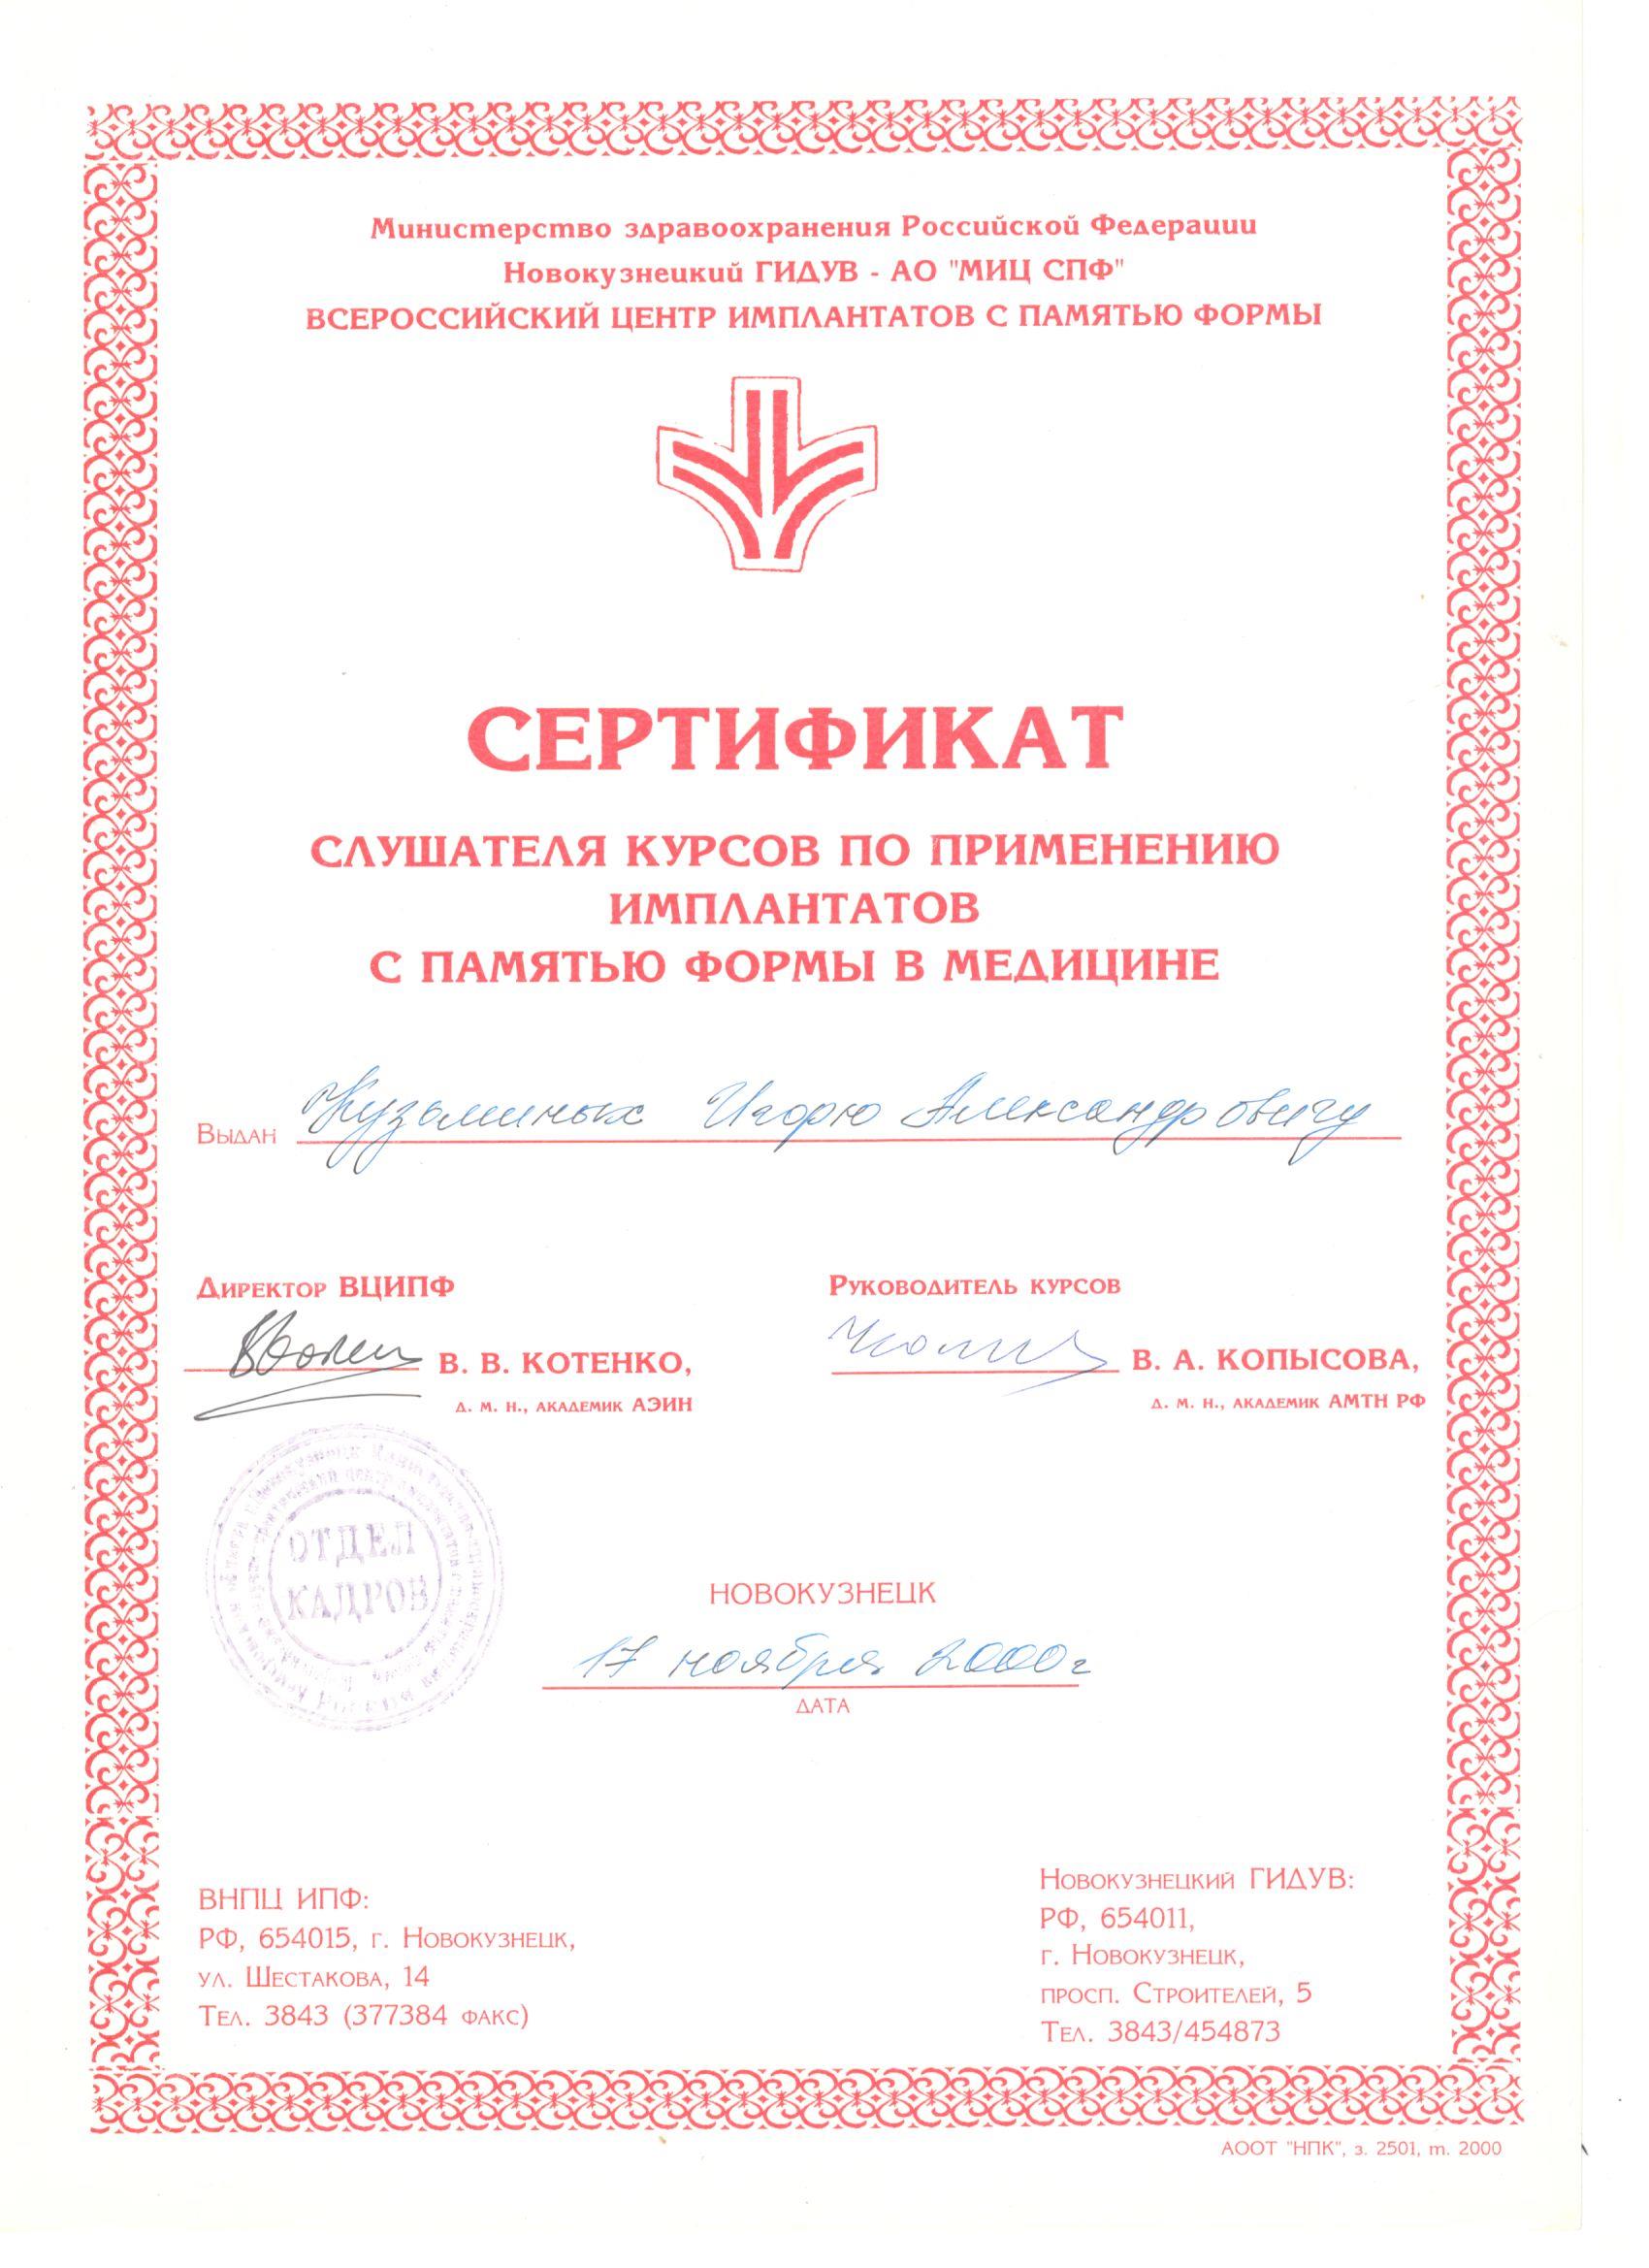 Министерство здравоохранения Российской Федерации
Новокузнецкий ГИДУВ - АО "МИЦ СПФ"
ВСЕРОССИЙСКИЙ ЦЕНТР ИМПЛАНТАТОВ С ПАМЯТЬЮ ФОРМЫ
СЕРТИФИКАТ
СЛУШАТЕЛЯ КУРСОВ ПО ПРИМЕНЕНИЮ
ИМПЛАНТАТОВ
С ПАМЯТЬЮ ФОРМЫ В МЕДИЦИНЕ
Выдан Кузьминых Игорю Александровичу
Директор ВЦИПФ
В. В. КОТЕНКО,
д. м. н., академик АЭИН
Руководитель курсов
В. А. КОПЫСОВА,
д. м. н., академик АМТН РФ
ОТДЕЛ
КАДРОВ
НОВОКУЗНЕЦК
17 ноября 2000г
ДАТА
ВНПЦ ИПФ:
РФ, 654015, г. Новокузнецк,
ул. Шестакова, 14
Тел. 3843 (377384 факс)
Новокузнецкий ГИДУВ:
РФ, 654011,
г. Новокузнецк,
просп. Строителей, 5
Тел. 3843/454873
АООТ "НПК", з. 2501, т. 2000